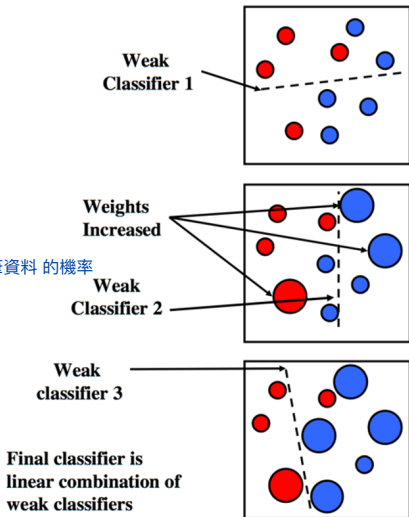 Weak
Classifier 1
Weights
Increased
資料 的機率
Weak
Classifier 2
Weak
classifier 3
Final classifier is
linear combination of
weak classifiers